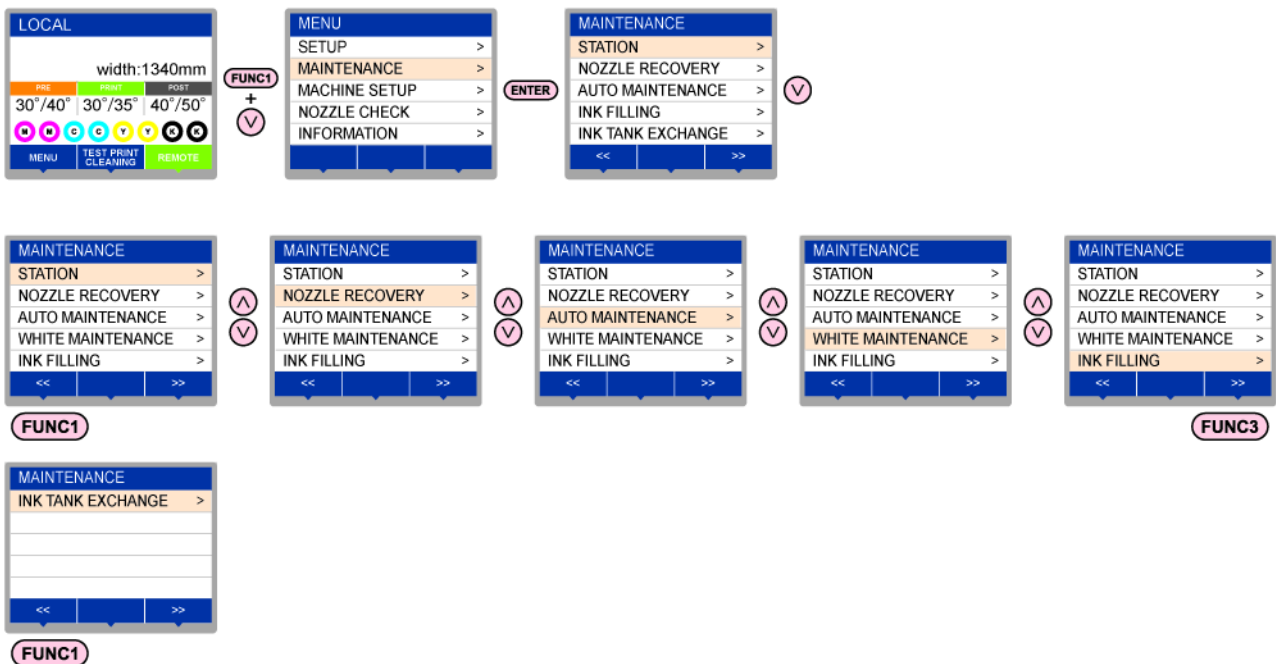 LOCAL
width:1340mm
PRE PRINT POST
30°/40° 30°/35° 40°/50°
M M C C Y Y K K
MENU TEST PRINT CLEANING REMOTE
FUNC1
+
MENU
SETUP >
MAINTENANCE >
MACHINE SETUP >
NOZZLE CHECK >
INFORMATION >
ENTER
MAINTENANCE
STATION >
NOZZLE RECOVERY >
AUTO MAINTENANCE >
INK FILLING >
INK TANK EXCHANGE >
<< >>
MAINTENANCE
STATION >
NOZZLE RECOVERY >
AUTO MAINTENANCE >
WHITE MAINTENANCE >
INK FILLING >
<< >>
FUNC1
MAINTENANCE
STATION >
NOZZLE RECOVERY >
AUTO MAINTENANCE >
WHITE MAINTENANCE >
INK FILLING >
<< >>
MAINTENANCE
STATION >
NOZZLE RECOVERY >
AUTO MAINTENANCE >
WHITE MAINTENANCE >
INK FILLING >
<< >>
MAINTENANCE
STATION >
NOZZLE RECOVERY >
AUTO MAINTENANCE >
WHITE MAINTENANCE >
INK FILLING >
<< >>
MAINTENANCE
STATION >
NOZZLE RECOVERY >
AUTO MAINTENANCE >
WHITE MAINTENANCE >
INK FILLING >
<< >>
FUNC3
MAINTENANCE
INK TANK EXCHANGE >
<< >>
FUNC1